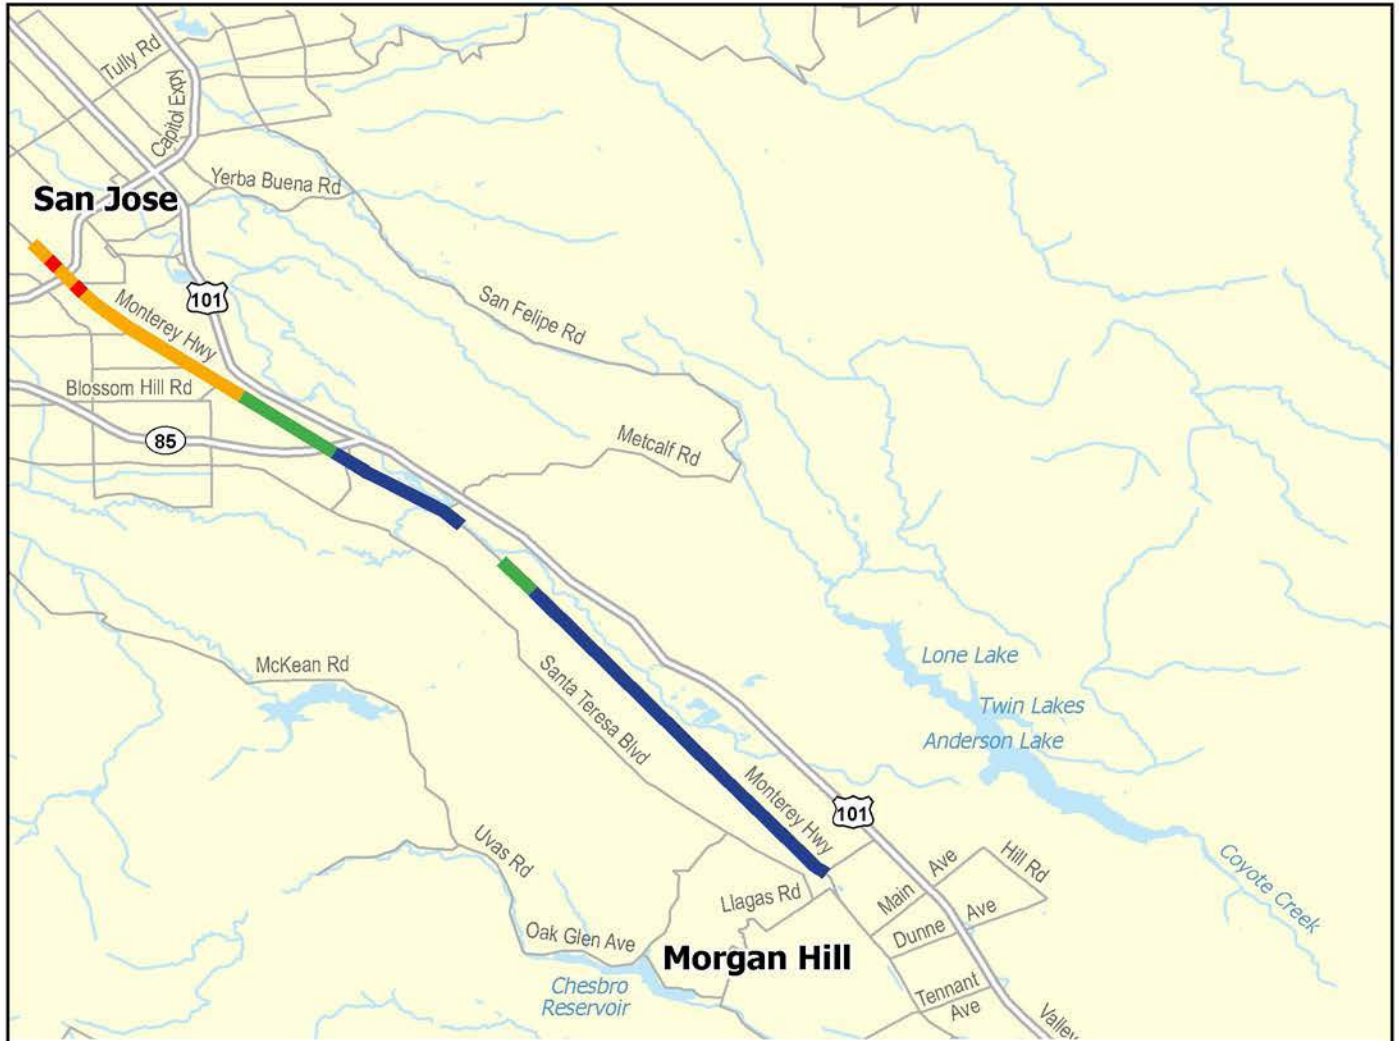 Tully Rd
Capitol Expy
Yerba Buena Rd
San Jose
101
San Felipe Rd
Monterey Hwy
Blossom Hill Rd
85
Metcalf Rd
McKean Rd
Santa Teresa Blvd
Lone Lake
Twin Lakes
Anderson Lake
Monterey Hwy
101
Uvas Rd
Hill Rd
Main Ave
Coyote Creek
Llagas Rd
Dunne Ave
Oak Glen Ave
Morgan Hill
Chesbro
Reservoir
Tennant
Ave
Valley